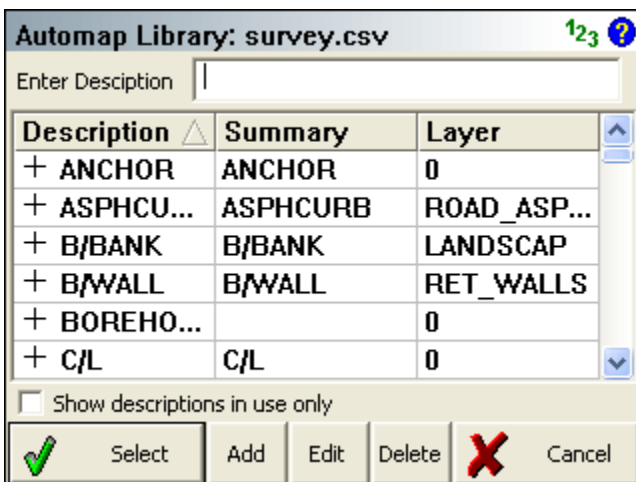 Automap Library: survey.csv 123 ?
Enter Desciption
Description Summary Layer
+ ANCHOR ANCHOR 0
+ ASPHCU... ASPHCURB ROAD_ASP...
+ B/BANK B/BANK LANDSCAP
+ B/WALL B/WALL RET_WALLS
+ BOREHO... 0
+ C/L C/L 0
Show descriptions in use only
Select Add Edit Delete Cancel